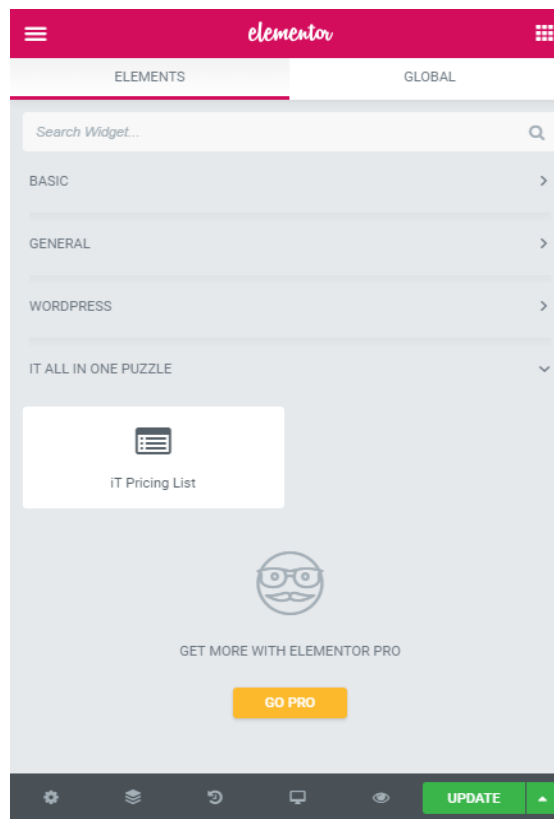 elementor
ELEMENTS GLOBAL
Search Widget...
BASIC
GENERAL
WORDPRESS
IT ALL IN ONE PUZZLE
iT Pricing List
GET MORE WITH ELEMENTOR PRO
GO PRO
UPDATE